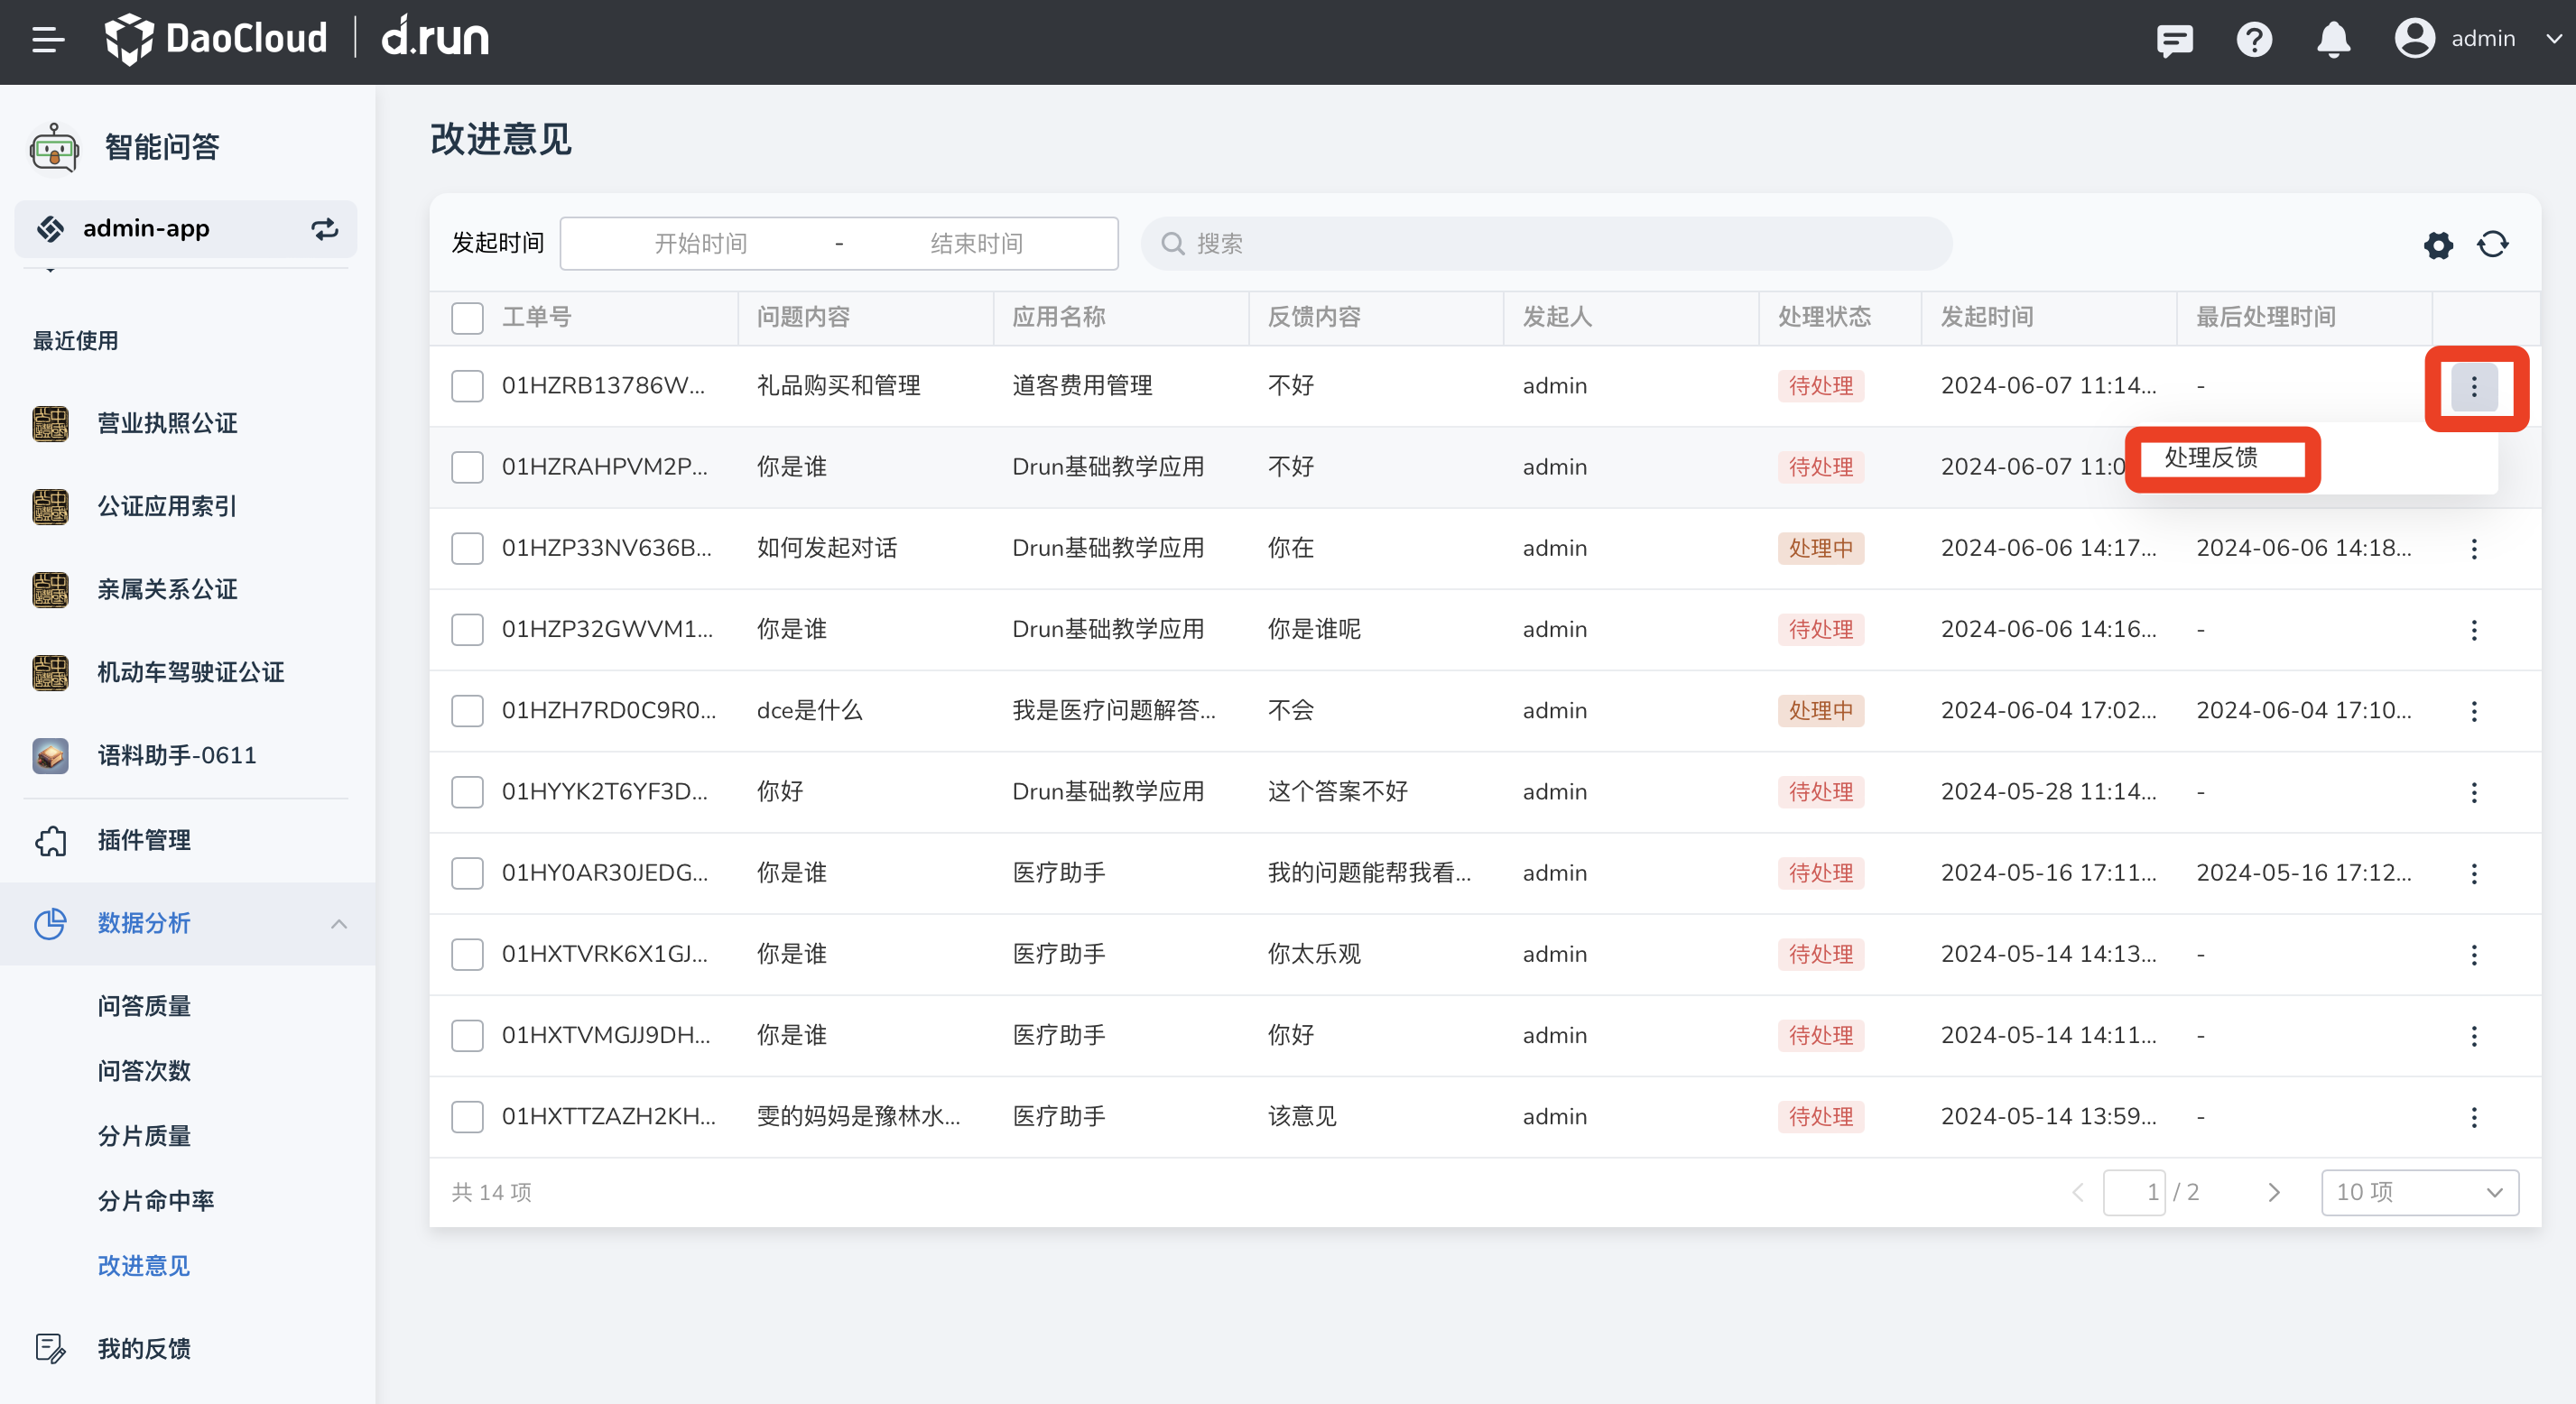 DaoCloud | d.run
admin
智能问答
admin-app
最近使用
营业执照公证
公证应用索引
亲属关系公证
机动车驾驶证公证
语料助手-0611
插件管理
数据分析
问答质量
问答次数
分片质量
分片命中率
改进意见
我的反馈
改进意见
发起时间 开始时间 - 结束时间 搜索
工单号 问题内容 应用名称 反馈内容 发起人 处理状态 发起时间 最后处理时间
01HZRB13786W... 礼品购买和管理 道客费用管理 不好 admin 待处理 2024-06-07 11:14... -
01HZRAHPVM2P... 你是谁 Drun基础教学应用 不好 admin 待处理 2024-06-07 11:0
处理反馈
01HZP33NV636B... 如何发起对话 Drun基础教学应用 你在 admin 处理中 2024-06-06 14:17... 2024-06-06 14:18...
01HZP32GWVM1... 你是谁 Drun基础教学应用 你是谁呢 admin 待处理 2024-06-06 14:16... -
01HZH7RD0C9R0... dce是什么 我是医疗问题解答... 不会 admin 处理中 2024-06-04 17:02... 2024-06-04 17:10...
01HYYK2T6YF3D... 你好 Drun基础教学应用 这个答案不好 admin 待处理 2024-05-28 11:14... -
01HY0AR30JEDG... 你是谁 医疗助手 我的问题能帮我看... admin 待处理 2024-05-16 17:11... 2024-05-16 17:12...
01HXTVRK6X1GJ... 你是谁 医疗助手 你太乐观 admin 待处理 2024-05-14 14:13... -
01HXTVMGJJ9DH... 你是谁 医疗助手 你好 admin 待处理 2024-05-14 14:11... -
01HXTTZAZH2KH... 雯的妈妈是豫林水... 医疗助手 该意见 admin 待处理 2024-05-14 13:59... -
共 14 项 1 / 2 10 项